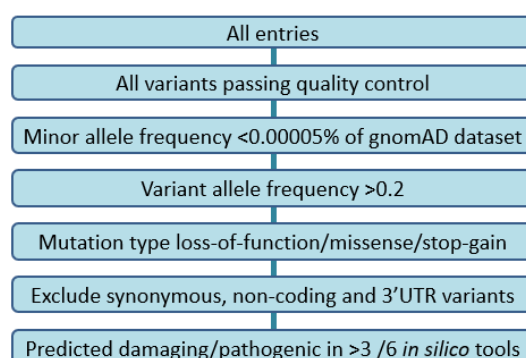 All entries
All variants passing quality control
Minor allele frequency <0.00005% of gnomAD dataset
Variant allele frequency >0.2
Mutation type loss-of-function/missense/stop-gain
Exclude synonymous, non-coding and 3'UTR variants
Predicted damaging/pathogenic in >3 /6 in silico tools